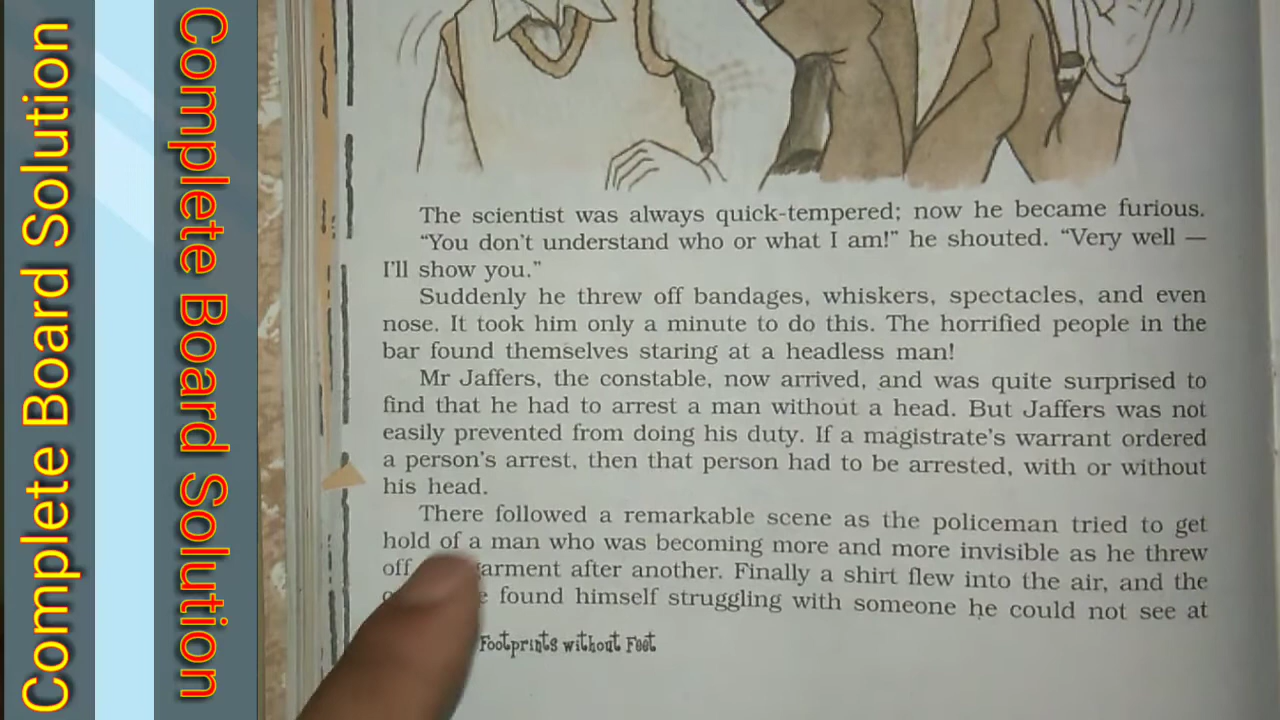 Complete Board Solution
Complete Board Solution
The scientist was always quick-tempered; now he became furious.
“You don’t understand who or what I am!” he shouted. “Very well —
I’ll show you.”
Suddenly he threw off bandages, whiskers, spectacles, and even
nose. It took him only a minute to do this. The horrified people in the
bar found themselves staring at a headless man!
Mr Jaffers, the constable, now arrived, and was quite surprised to
find that he had to arrest a man without a head. But Jaffers was not
easily prevented from doing his duty. If a magistrate’s warrant ordered
a person’s arrest, then that person had to be arrested, with or without
his head.
There followed a remarkable scene as the policeman tried to get
hold of a man who was becoming more and more invisible as he threw
off garment after another. Finally a shirt flew into the air, and the
found himself struggling with someone he could not see at
Footprints without Feet